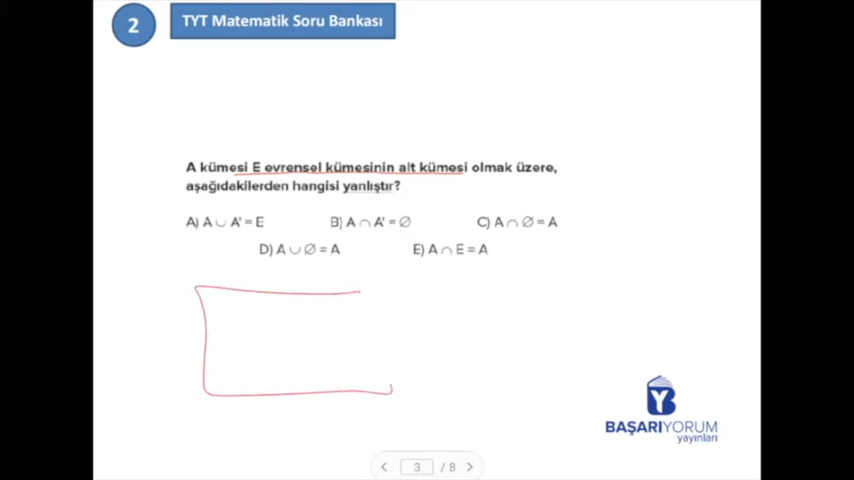 2
TYT Matematik Soru Bankası
A kümesi E evrensel kümesinin alt kümesi olmak üzere,
aşağıdakilerden hangisi yanlıştır?
A) A ∪ A' = E B) A ∩ A' = ∅ C) A ∩ ∅ = A
D) A ∪ ∅ = A E) A ∩ E = A
BAŞARIYORUM
yayınları
3 / 8